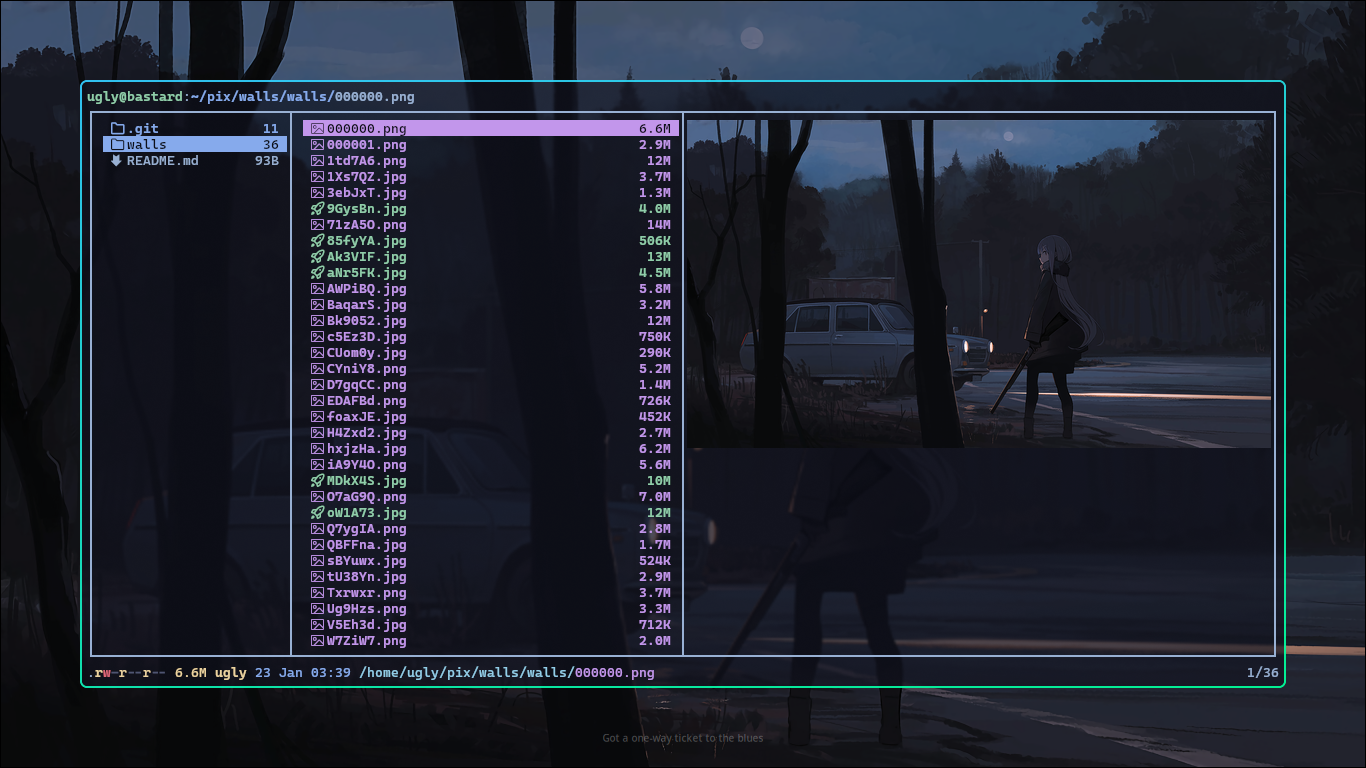 ugly@bastard:~/pix/walls/walls/000000.png
.git 11
walls 36
README.md 93B
000000.png 6.6M
000001.png 2.9M
1td7A6.png 12M
1Xs7QZ.jpg 3.7M
3ebJxT.jpg 1.3M
9GysBn.jpg 4.0M
71zA5O.png 14M
85fyYA.jpg 506K
Ak3VIF.jpg 13M
aNr5FK.jpg 4.5M
AWPiBQ.jpg 5.8M
BaqarS.jpg 3.2M
Bk9052.jpg 12M
c5Ez3D.jpg 750K
CUom0y.jpg 290K
CYniY8.png 5.2M
D7gqCC.png 1.4M
EDAFBd.png 726K
foaxJE.jpg 452K
H4Zxd2.jpg 2.7M
hxjzHa.jpg 6.2M
iA9Y4O.png 5.6M
MDkX4S.jpg 10M
O7aG9Q.png 7.0M
oW1A73.jpg 12M
Q7ygIA.png 2.8M
QBFFna.jpg 1.7M
sBYuwx.jpg 524K
tU38Yn.jpg 2.9M
Txrwxr.png 3.7M
Ug9Hzs.png 3.3M
V5Eh3d.jpg 712K
W7ZiW7.png 2.0M
.rw-r--r-- 6.6M ugly 23 Jan 03:39 /home/ugly/pix/walls/walls/000000.png 1/36
Got a one-way ticket to the blues